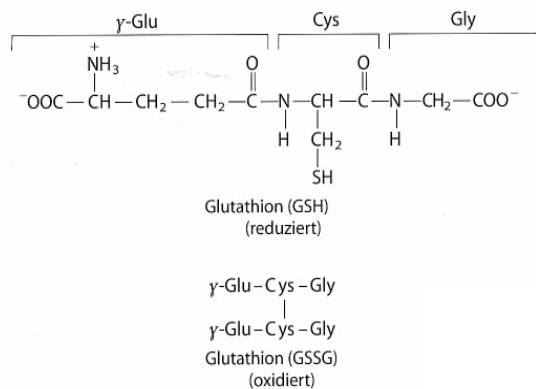 γ-Glu Cys Gly
+
NH₃ O O
⁻OOC—CH—CH₂—CH₂—C—N—CH—C—N—CH₂—COO⁻
H CH₂ H
SH
Glutathion (GSH)
(reduziert)
γ-Glu–Cys–Gly
γ-Glu–Cys–Gly
Glutathion (GSSG)
(oxidiert)